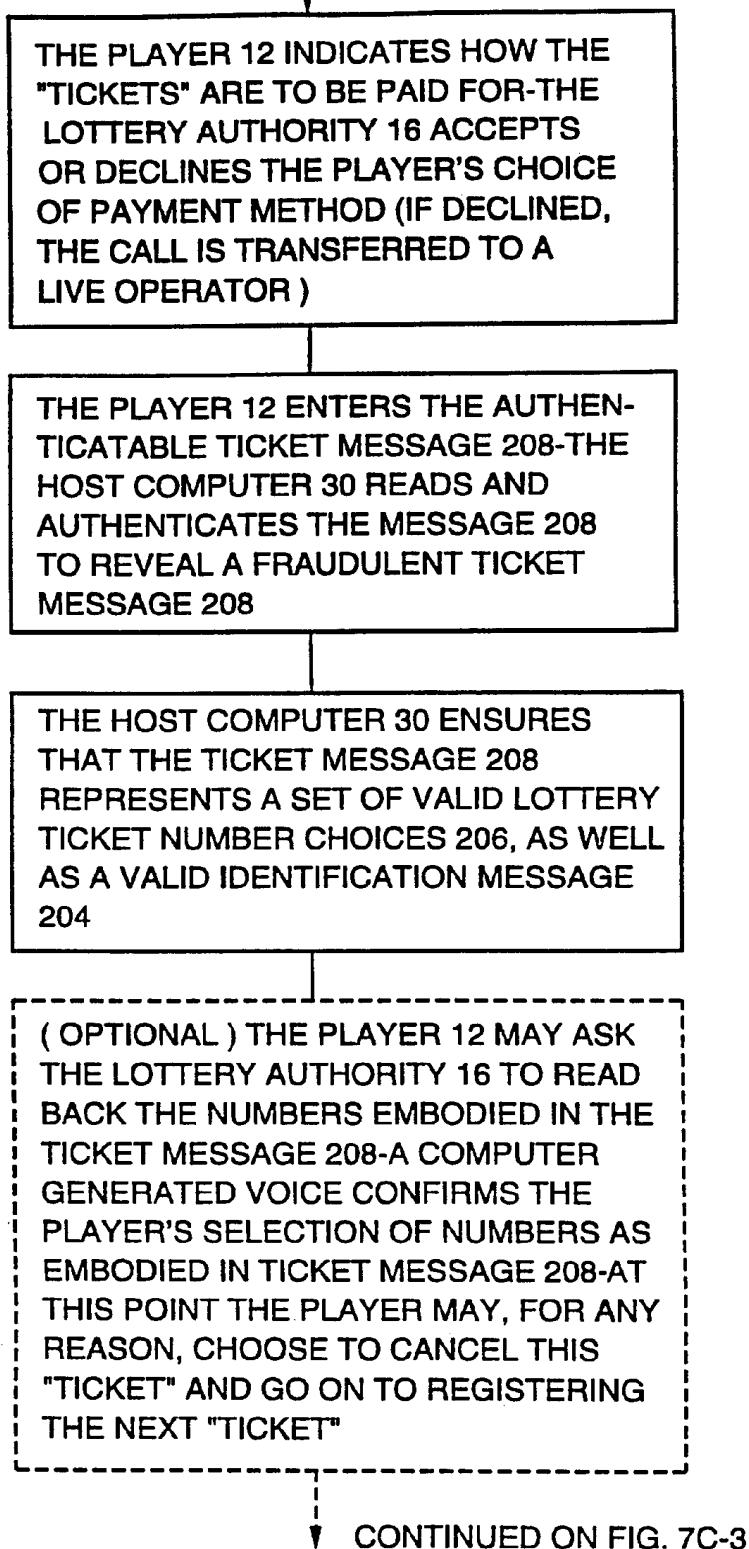 THE PLAYER 12 INDICATES HOW THE
"TICKETS" ARE TO BE PAID FOR-THE
LOTTERY AUTHORITY 16 ACCEPTS
OR DECLINES THE PLAYER'S CHOICE
OF PAYMENT METHOD (IF DECLINED,
THE CALL IS TRANSFERRED TO A
LIVE OPERATOR )
THE PLAYER 12 ENTERS THE AUTHEN-
TICATABLE TICKET MESSAGE 208-THE
HOST COMPUTER 30 READS AND
AUTHENTICATES THE MESSAGE 208
TO REVEAL A FRAUDULENT TICKET
MESSAGE 208
THE HOST COMPUTER 30 ENSURES
THAT THE TICKET MESSAGE 208
REPRESENTS A SET OF VALID LOTTERY
TICKET NUMBER CHOICES 206, AS WELL
AS A VALID IDENTIFICATION MESSAGE
204
( OPTIONAL ) THE PLAYER 12 MAY ASK
THE LOTTERY AUTHORITY 16 TO READ
BACK THE NUMBERS EMBODIED IN THE
TICKET MESSAGE 208-A COMPUTER
GENERATED VOICE CONFIRMS THE
PLAYER'S SELECTION OF NUMBERS AS
EMBODIED IN TICKET MESSAGE 208-AT
THIS POINT THE PLAYER MAY, FOR ANY
REASON, CHOOSE TO CANCEL THIS
"TICKET" AND GO ON TO REGISTERING
THE NEXT "TICKET"
CONTINUED ON FIG. 7C-3